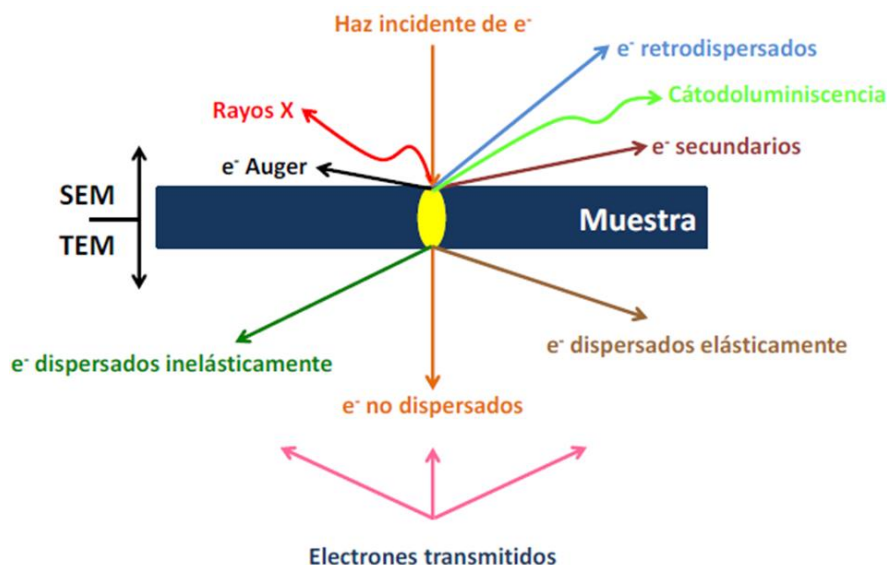 Haz incidente de e-
e- retrodispersados
Cátodoluminiscencia
Rayos X
e- secundarios
e- Auger
SEM
TEM
Muestra
e- dispersados elásticamente
e- dispersados inelásticamente
e- no dispersados
Electrones transmitidos